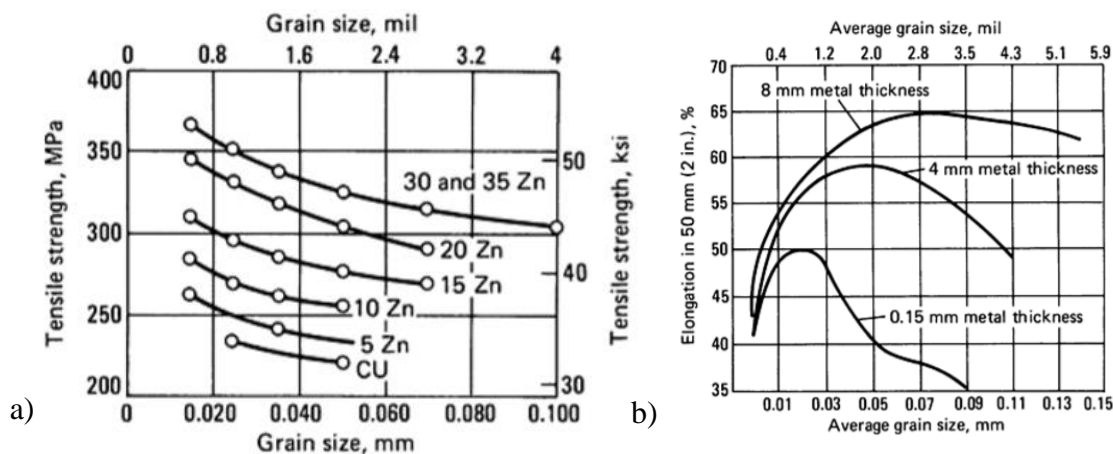 Grain size, mil
0 0.8 1.6 2.4 3.2 4
400
350
300
250
200
Tensile strength, MPa
50
40
30
Tensile strength, ksi
30 and 35 Zn
20 Zn
15 Zn
10 Zn
5 Zn
CU
0 0.020 0.040 0.060 0.080 0.100
Grain size, mm
a)
Average grain size, mil
0.4 1.2 2.0 2.8 3.5 4.3 5.1 5.9
70
65
60
55
50
45
40
35
Elongation in 50 mm (2 in.), %
8 mm metal thickness
4 mm metal thickness
0.15 mm metal thickness
0.01 0.03 0.05 0.07 0.09 0.11 0.13 0.15
Average grain size, mm
b)